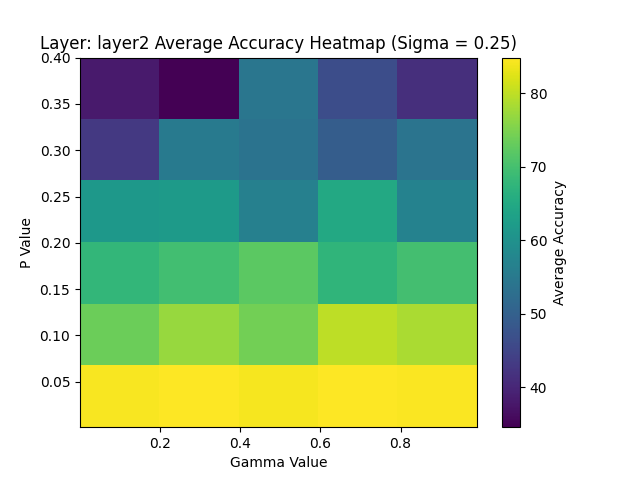 Layer: layer2 Average Accuracy Heatmap (Sigma = 0.25)
0.40
0.35
0.30
0.25
0.20
0.15
0.10
0.05
P Value
0.2 0.4 0.6 0.8
Gamma Value
80
70
60
50
40
Average Accuracy